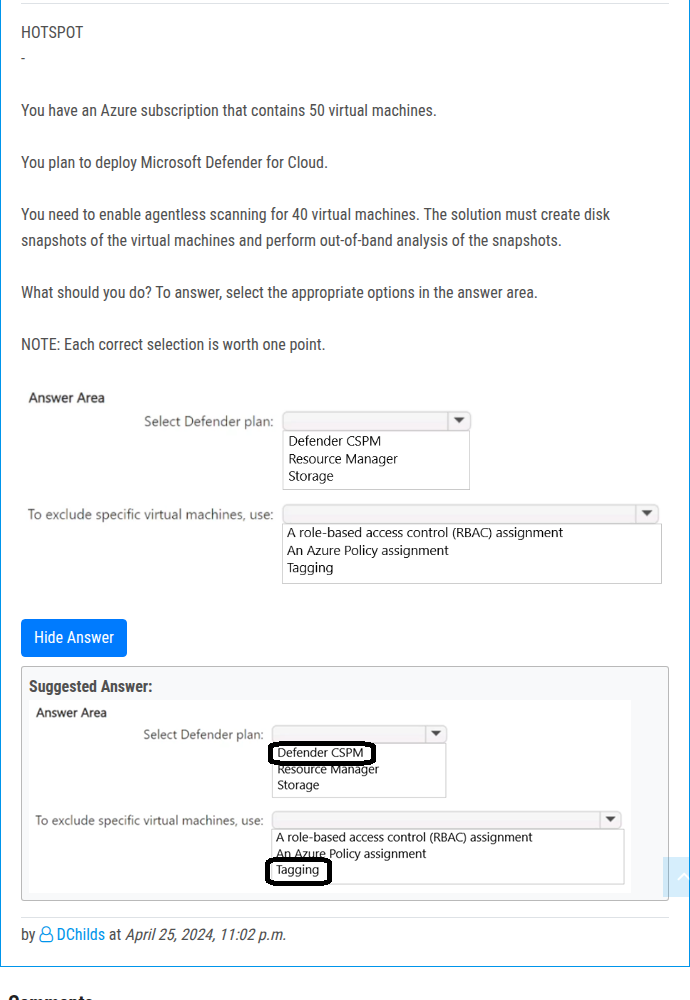 HOTSPOT
-
You have an Azure subscription that contains 50 virtual machines.
You plan to deploy Microsoft Defender for Cloud.
You need to enable agentless scanning for 40 virtual machines. The solution must create disk
snapshots of the virtual machines and perform out-of-band analysis of the snapshots.
What should you do? To answer, select the appropriate options in the answer area.
NOTE: Each correct selection is worth one point.
Answer Area
Select Defender plan:
Defender CSPM
Resource Manager
Storage
To exclude specific virtual machines, use:
A role-based access control (RBAC) assignment
An Azure Policy assignment
Tagging
Hide Answer
Suggested Answer:
Answer Area
Select Defender plan:
Defender CSPM
Resource Manager
Storage
To exclude specific virtual machines, use:
A role-based access control (RBAC) assignment
An Azure Policy assignment
Tagging
by DChilds at April 25, 2024, 11:02 p.m.